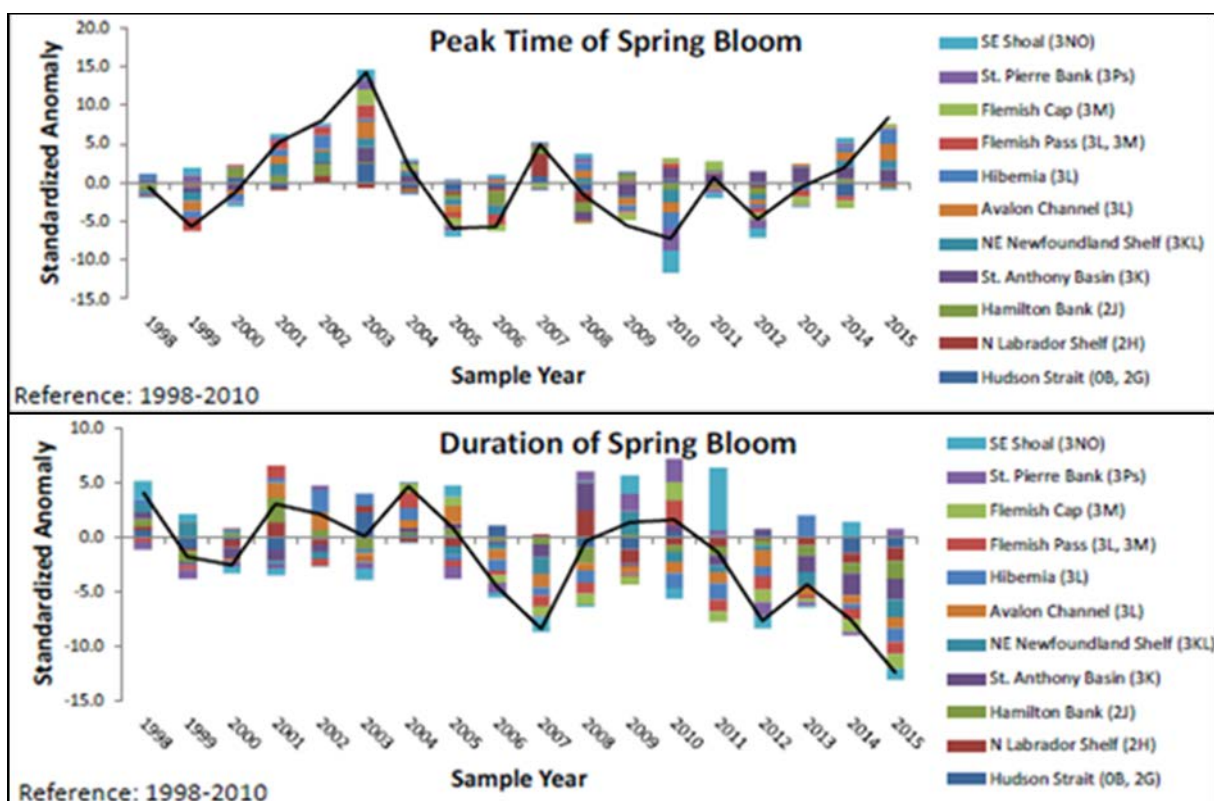 Peak Time of Spring Bloom
Standardized Anomaly
20.0
15.0
10.0
5.0
0.0
-5.0
-10.0
-15.0
1998
1999
2000
2001
2002
2003
2004
2005
2006
2007
2008
2009
2010
2011
2012
2013
2014
2015
Sample Year
Reference: 1998-2010
SE Shoal (3NO)
St. Pierre Bank (3Ps)
Flemish Cap (3M)
Flemish Pass (3L, 3M)
Hibernia (3L)
Avalon Channel (3L)
NE Newfoundland Shelf (3KL)
St. Anthony Basin (3K)
Hamilton Bank (2J)
N Labrador Shelf (2H)
Hudson Strait (0B, 2G)
Duration of Spring Bloom
Standardized Anomaly
10.0
5.0
0.0
-5.0
-10.0
-15.0
1998
1999
2000
2001
2002
2003
2004
2005
2006
2007
2008
2009
2010
2011
2012
2013
2014
2015
Sample Year
Reference: 1998-2010
SE Shoal (3NO)
St. Pierre Bank (3Ps)
Flemish Cap (3M)
Flemish Pass (3L, 3M)
Hibernia (3L)
Avalon Channel (3L)
NE Newfoundland Shelf (3KL)
St. Anthony Basin (3K)
Hamilton Bank (2J)
N Labrador Shelf (2H)
Hudson Strait (0B, 2G)